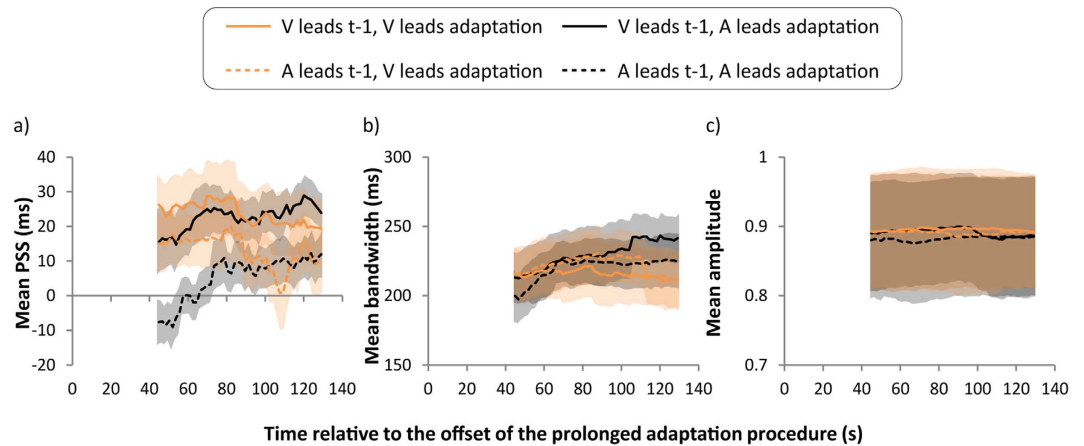 V leads t-1, V leads adaptation
V leads t-1, A leads adaptation
A leads t-1, V leads adaptation
A leads t-1, A leads adaptation
a)
b)
c)
Mean PSS (ms)
40
30
20
10
0
-10
-20
0 20 40 60 80 100 120 140
Mean bandwidth (ms)
300
250
200
150
0 20 40 60 80 100 120 140
Mean amplitude
1
0.9
0.8
0.7
0 20 40 60 80 100 120 140
Time relative to the offset of the prolonged adaptation procedure (s)